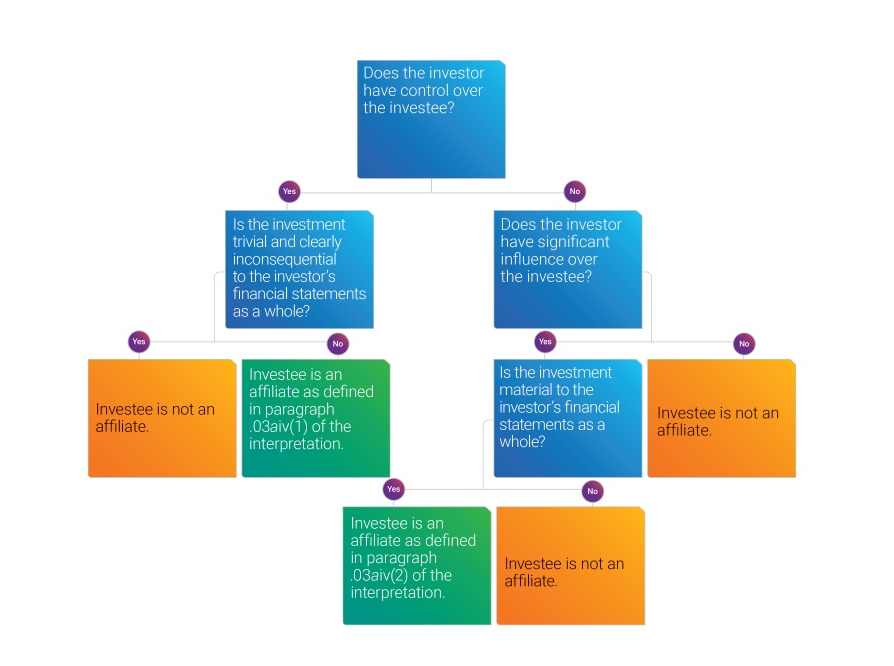 Does the investor
have control over
the investee?
Yes
No
Is the investment
trivial and clearly
inconsequential
to the investor's
financial statements
as a whole?
Does the investor
have significant
influence over
the investee?
Yes
No
Yes
No
Investee is not an
affiliate.
Investee is an
affiliate as defined
in paragraph
.03aiv(1) of the
interpretation.
Is the investment
material to the
investor's financial
statements as a
whole?
Investee is not an
affiliate.
Yes
No
Investee is an
affiliate as defined
in paragraph
.03aiv(2) of the
interpretation.
Investee is not an
affiliate.